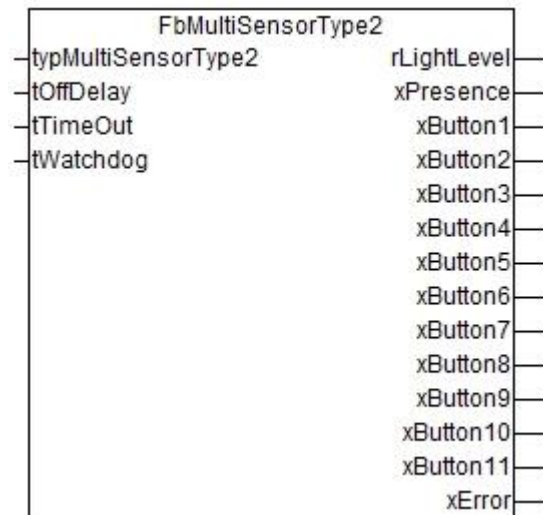 FbMultiSensorType2
typMultiSensorType2 rLightLevel
tOffDelay xPresence
tTimeOut xButton1
tWatchdog xButton2
xButton3
xButton4
xButton5
xButton6
xButton7
xButton8
xButton9
xButton10
xButton11
xError